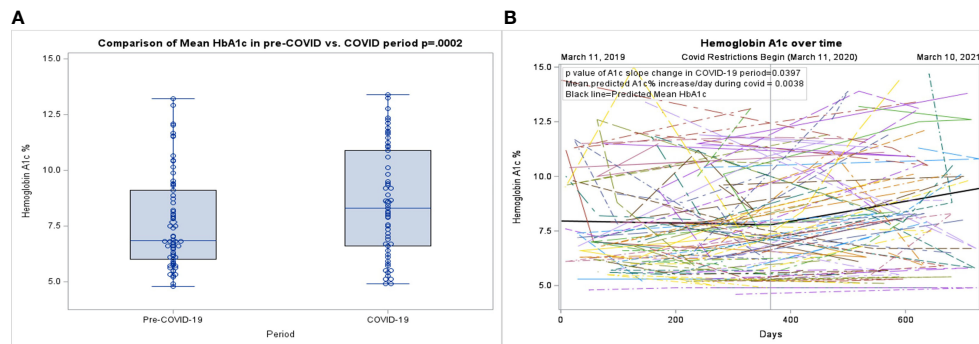 A
Comparison of Mean HbA1c in pre-COVID vs. COVID period p=.0002
Hemoglobin A1c %
15.0
12.5
10.0
7.5
5.0
Pre-COVID-19
COVID-19
Period
B
Hemoglobin A1c over time
March 11, 2019
Covid Restrictions Begin (March 11, 2020)
March 10, 2021
p value of A1c slope change in COVID-19 period=0.0397
Mean predicted A1c% increase/day during covid = 0.0038
Black line=Predicted Mean HbA1c
Hemoglobin A1c %
15.0
12.5
10.0
7.5
5.0
0
200
400
600
Days